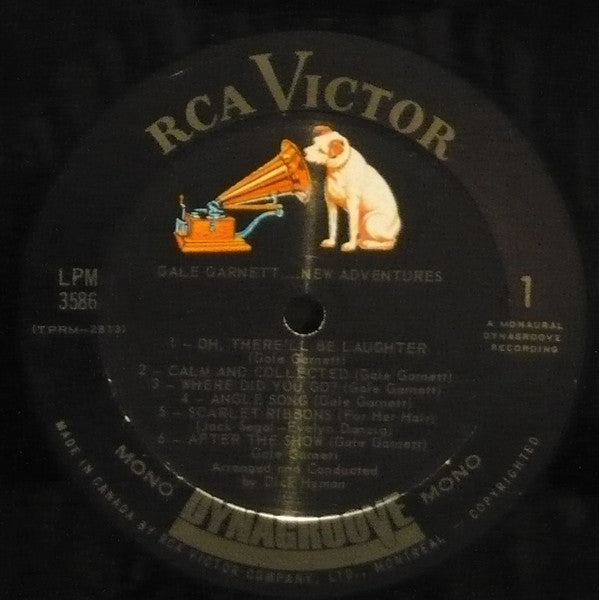 RCA VICTOR
GALE GARNETT...NEW ADVENTURES
LPM
3586
(TPRM-2813)
1
A MONAURAL
DYNAGROOVE
RECORDING
1 – OH, THERE'LL BE LAUGHTER
(Gale Garnett)
2 – CALM AND COLLECTED (Gale Garnett)
3 – WHERE DID YOU GO? (Gale Garnett)
4 – ANGLE SONG (Gale Garnett)
5 – SCARLET RIBBONS (For Her Hair)
(Jack Segal–Evelyn Danzig)
6 – AFTER THE SHOW (Gale Garnett)
Gale Garnett
Arranged and Conducted
by Dick Hyman
MONO DYNAGROOVE MONO
MADE IN CANADA BY RCA VICTOR COMPANY, LTD., MONTREAL – COPYRIGHTED